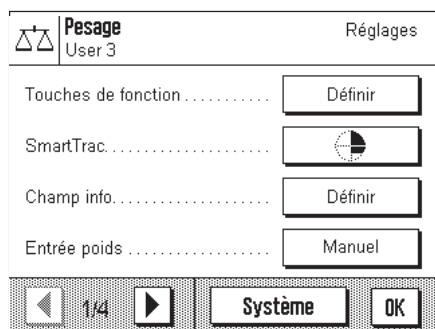 Pesage Réglages
User 3
Touches de fonction ........... Définir
SmartTrac.....................
Champ info.................... Définir
Entrée poids .................. Manuel
1/4 Système OK